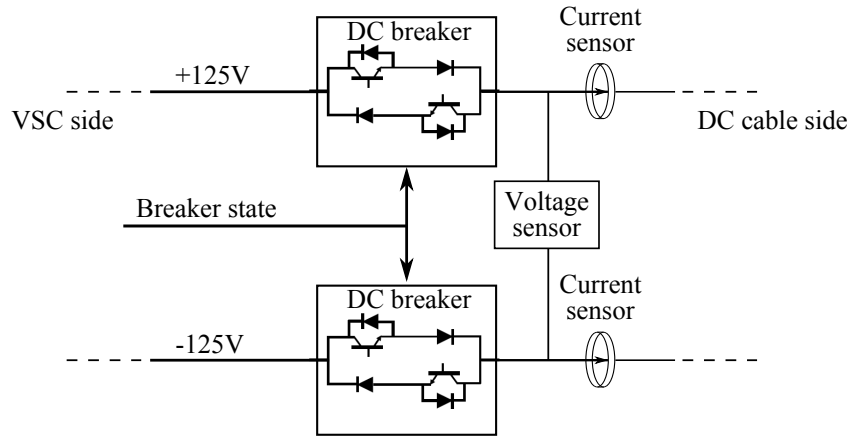 DC breaker
Current
sensor
+125V
VSC side
DC cable side
Breaker state
Voltage
sensor
DC breaker
Current
sensor
-125V